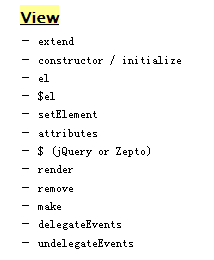 View
– extend
– constructor / initialize
– el
– $el
– setElement
– attributes
– $ (jQuery or Zepto)
– render
– remove
– make
– delegateEvents
– undelegateEvents